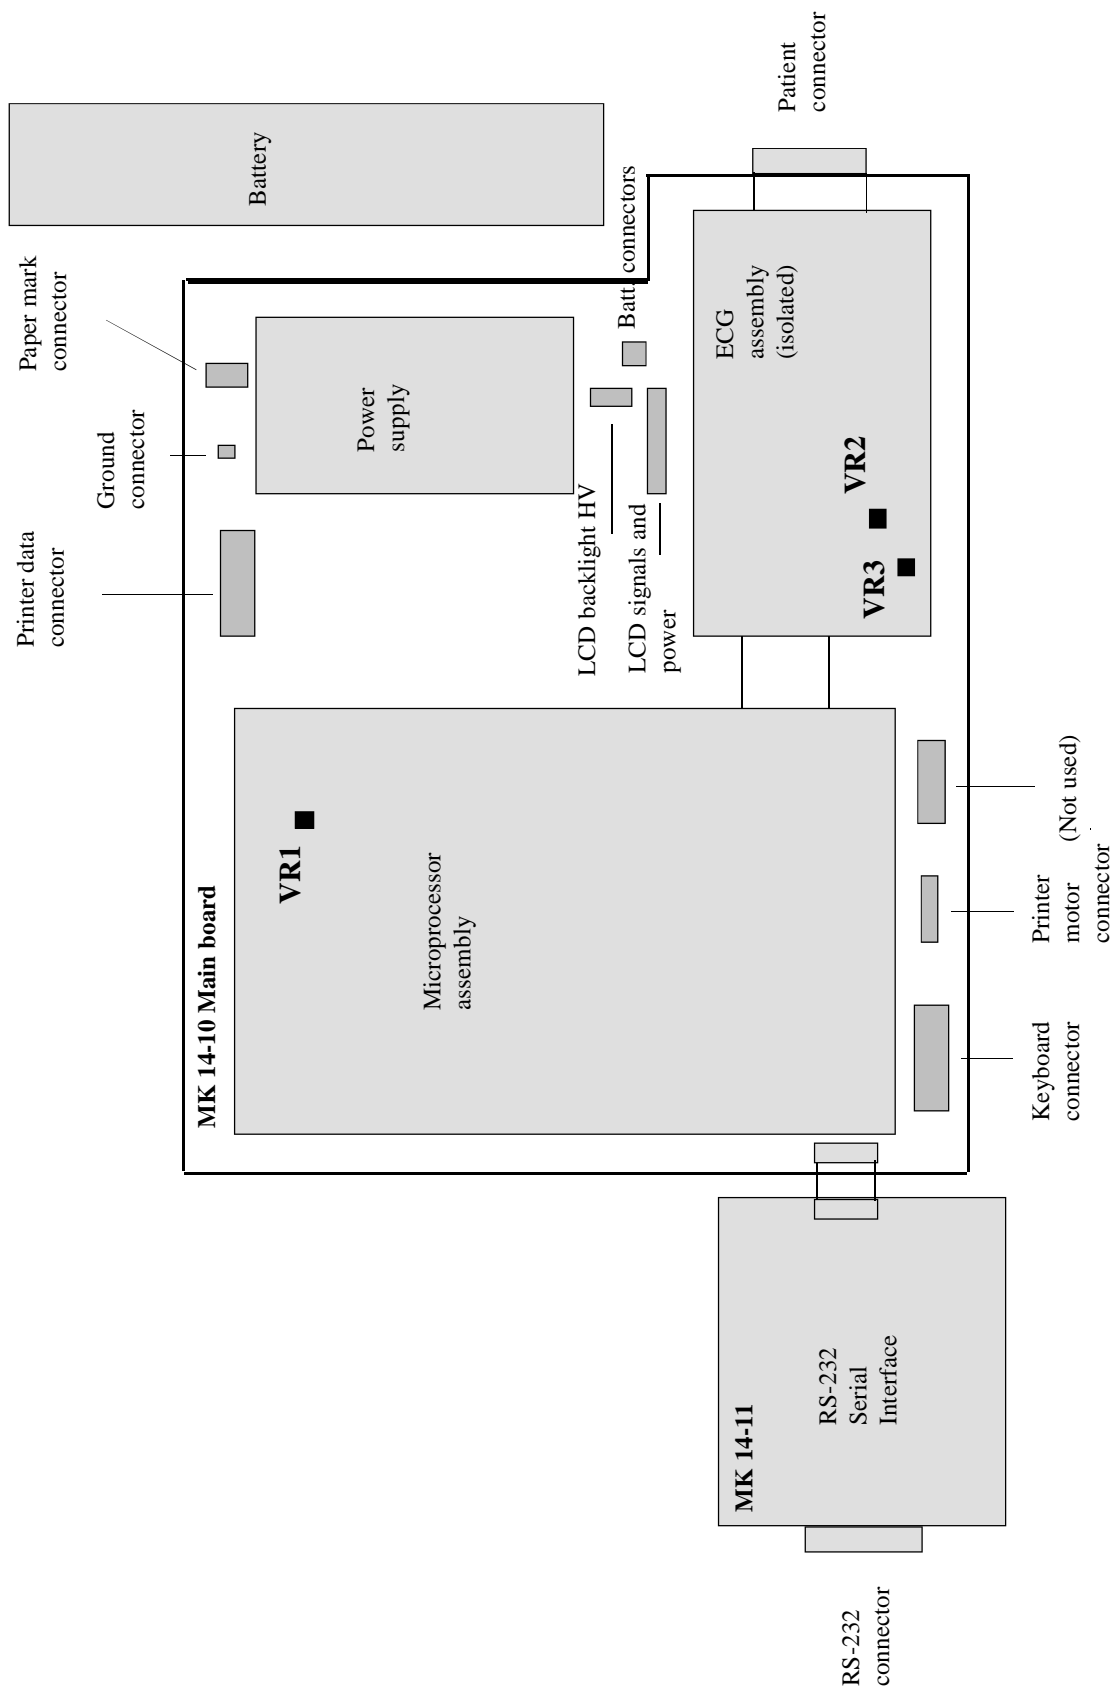 Printer data
connector
Ground
connector
Paper mark
connector
Battery
MK 14-10 Main board
VR1
Microprocessor
assembly
Power
supply
LCD backlight HV
LCD signals and
power
Batt. connectors
ECG
assembly
(isolated)
VR2
VR3
Patient
connector
Keyboard
connector
Printer
motor
connector
(Not used)
MK 14-11
RS-232
Serial
Interface
RS-232
connector